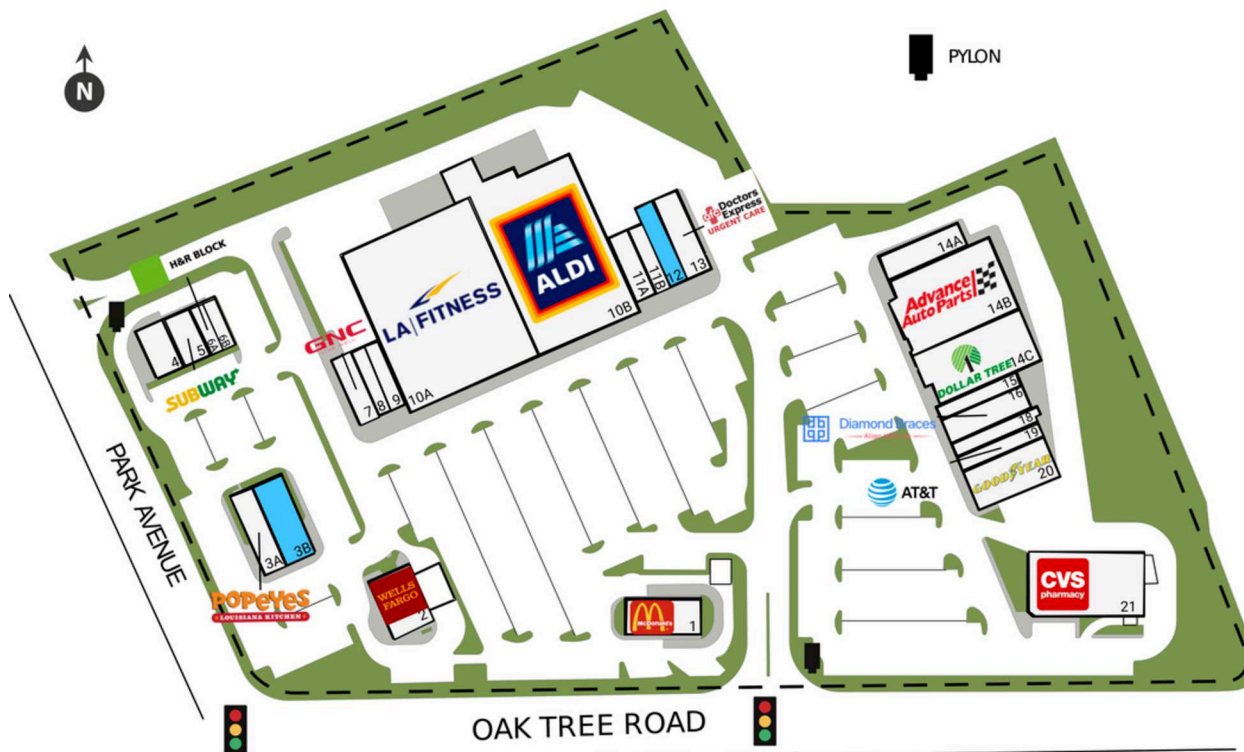 N
PYLON
Doctors
Express
URGENT CARE
H&R BLOCK
14A
ALDI
11A
11B
12
13
Advance
Auto Parts
14B
LA FITNESS
10B
GNC
4
5
6A
6B
SUBWAY
DOLLAR TREE
14C
7
8
9
10A
15
16
Diamond Braces
18
19
GOODYEAR
20
PARK AVENUE
AT&T
3A
3B
CVS
pharmacy
21
POPEYES
LOUISIANA KITCHEN
WELLS
FARGO
2
McDonald's
1
OAK TREE ROAD